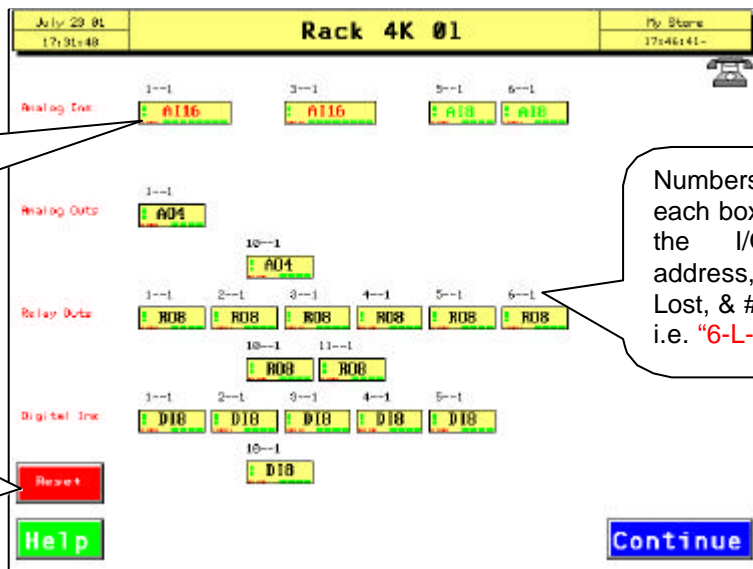 July 23 01
17:31:48
Rack 4K 01
My Store
17:46:41-
1--1 3--1 5--1 6--1
Analog Ins AI16 AI16 AI8 AI8
1--1
Analog Outs AO4
10--1
AO4
1--1 2--1 3--1 4--1 5--1 6--1
Relay Outs RO8 RO8 RO8 RO8 RO8 RO8
10--1 11--1
RO8 RO8
1--1 2--1 3--1 4--1 5--1
Digital Ins DI8 DI8 DI8 DI8 DI8
10--1
DI8
Reset
Help
Continue
Numbers
each box
the I/O
address,
Lost, & #
i.e. "6-L-